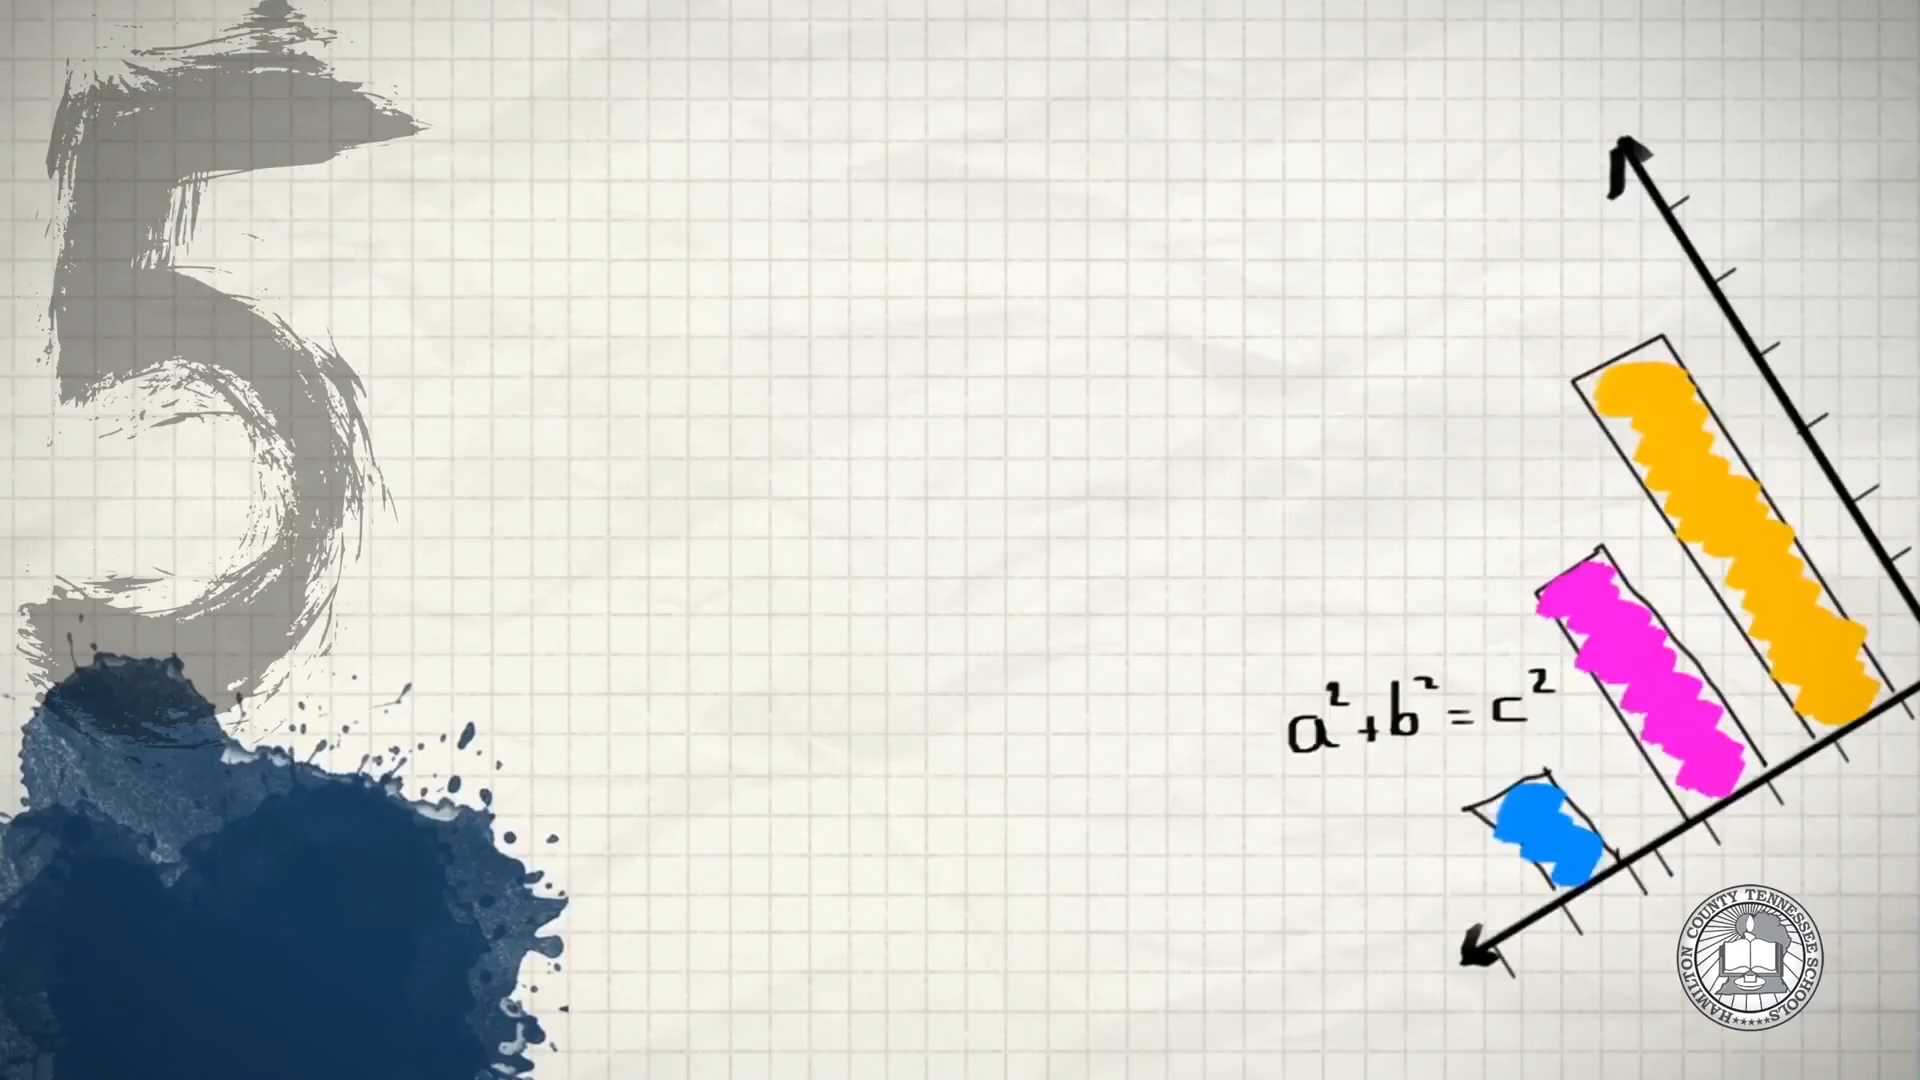 5
a² + b² = c²
HAMILTON COUNTY TENNESSEE SCHOOLS